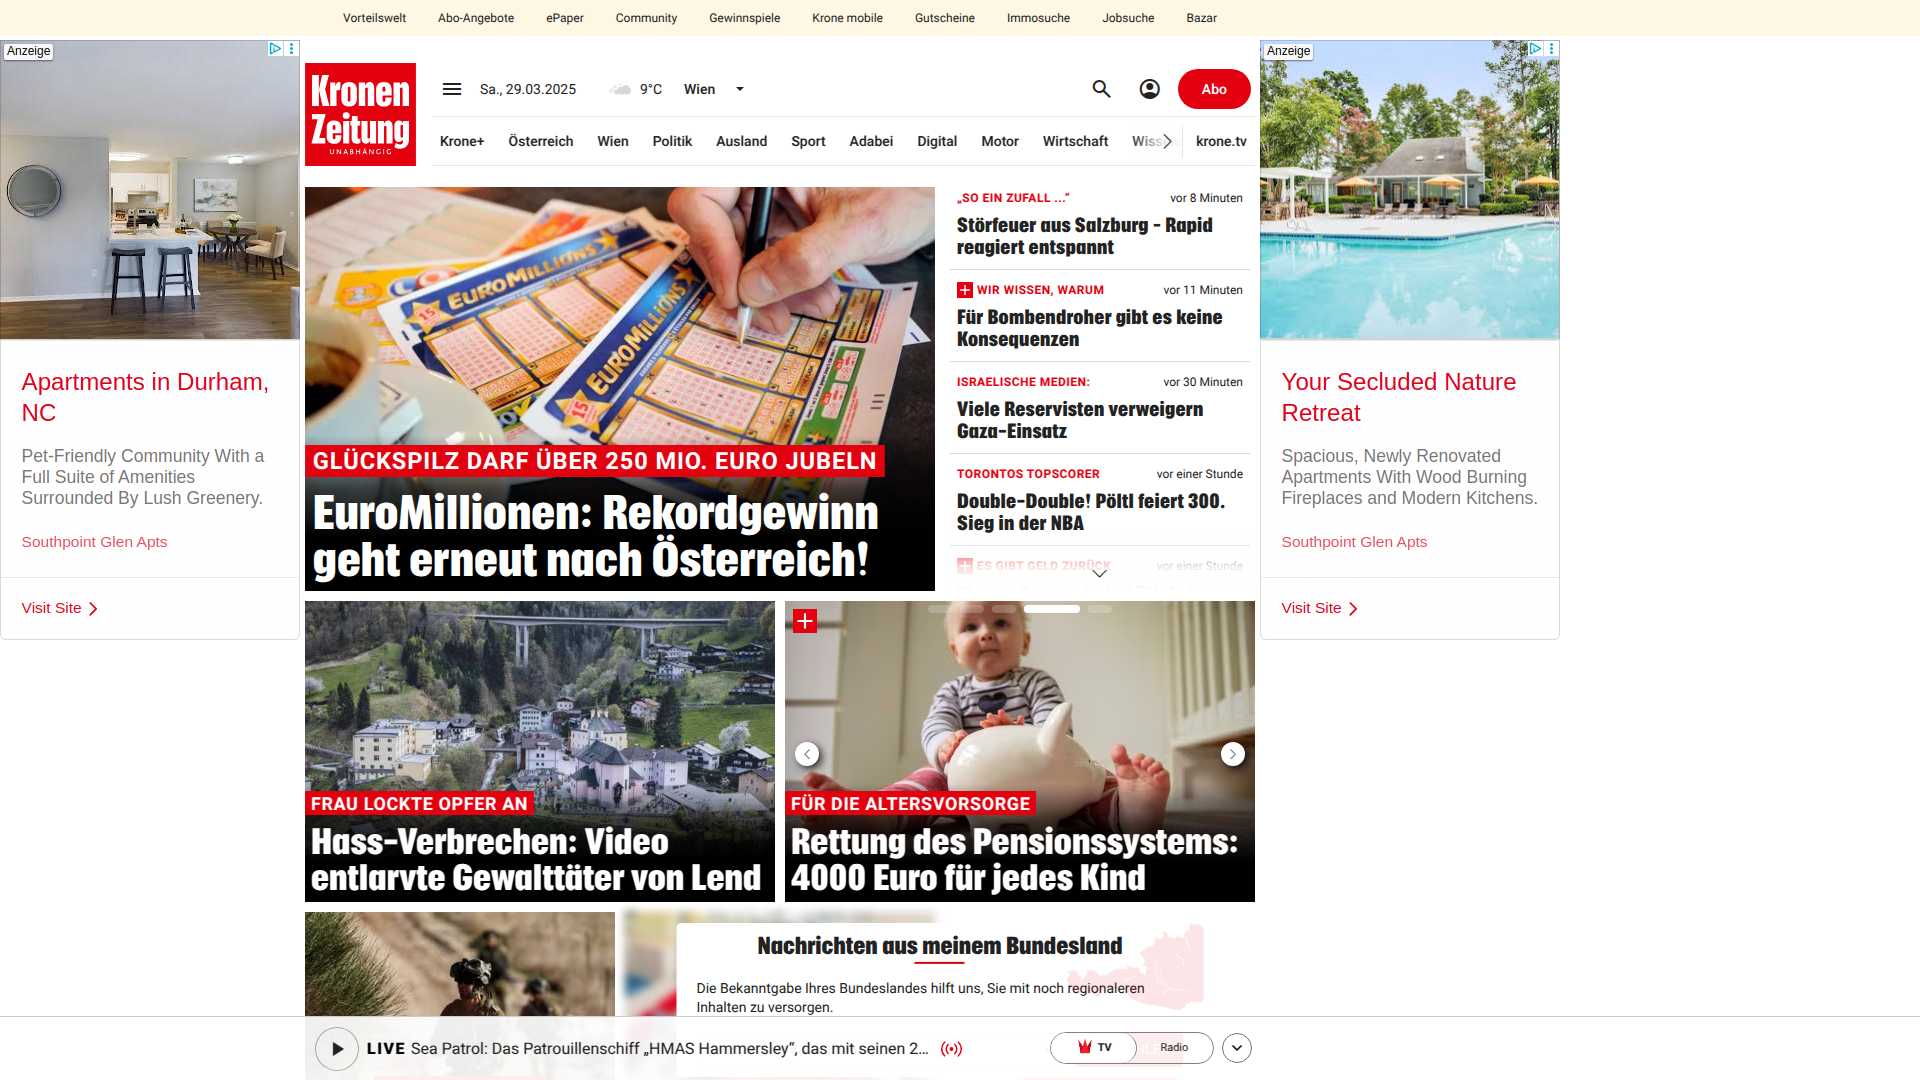 Vorteilswelt Abo-Angebote ePaper Community Gewinnspiele Krone mobile Gutscheine Immosuche Jobsuche Bazar
Anzeige
Anzeige
Kronen
Zeitung
UNABHÄNGIG
Sa., 29.03.2025 9°C Wien
Abo
Krone+ Österreich Wien Politik Ausland Sport Adabei Digital Motor Wirtschaft Wiss krone.tv
Apartments in Durham,
NC
Pet-Friendly Community With a
Full Suite of Amenities
Surrounded By Lush Greenery.
Southpoint Glen Apts
Visit Site
EUROMILLIONS
EUROMILLIONS
15
15
GLÜCKSPILZ DARF ÜBER 250 MIO. EURO JUBELN
EuroMillionen: Rekordgewinn
geht erneut nach Österreich!
„SO EIN ZUFALL ...“ vor 8 Minuten
Störfeuer aus Salzburg – Rapid
reagiert entspannt
WIR WISSEN, WARUM vor 11 Minuten
Für Bombendroher gibt es keine
Konsequenzen
ISRAELISCHE MEDIEN: vor 30 Minuten
Viele Reservisten verweigern
Gaza-Einsatz
TORONTOS TOPSCORER vor einer Stunde
Double-Double! Pöltl feiert 300.
Sieg in der NBA
ES GIBT GELD ZURÜCK vor einer Stunde
Your Secluded Nature
Retreat
Spacious, Newly Renovated
Apartments With Wood Burning
Fireplaces and Modern Kitchens.
Southpoint Glen Apts
Visit Site
FRAU LOCKTE OPFER AN
Hass-Verbrechen: Video
entlarvte Gewalttäter von Lend
FÜR DIE ALTERSVORSORGE
Rettung des Pensionssystems:
4000 Euro für jedes Kind
Nachrichten aus meinem Bundesland
Die Bekanntgabe Ihres Bundeslandes hilft uns, Sie mit noch regionaleren
Inhalten zu versorgen.
LIVE Sea Patrol: Das Patrouillenschiff „HMAS Hammersley“, das mit seinen 2...
TV Radio